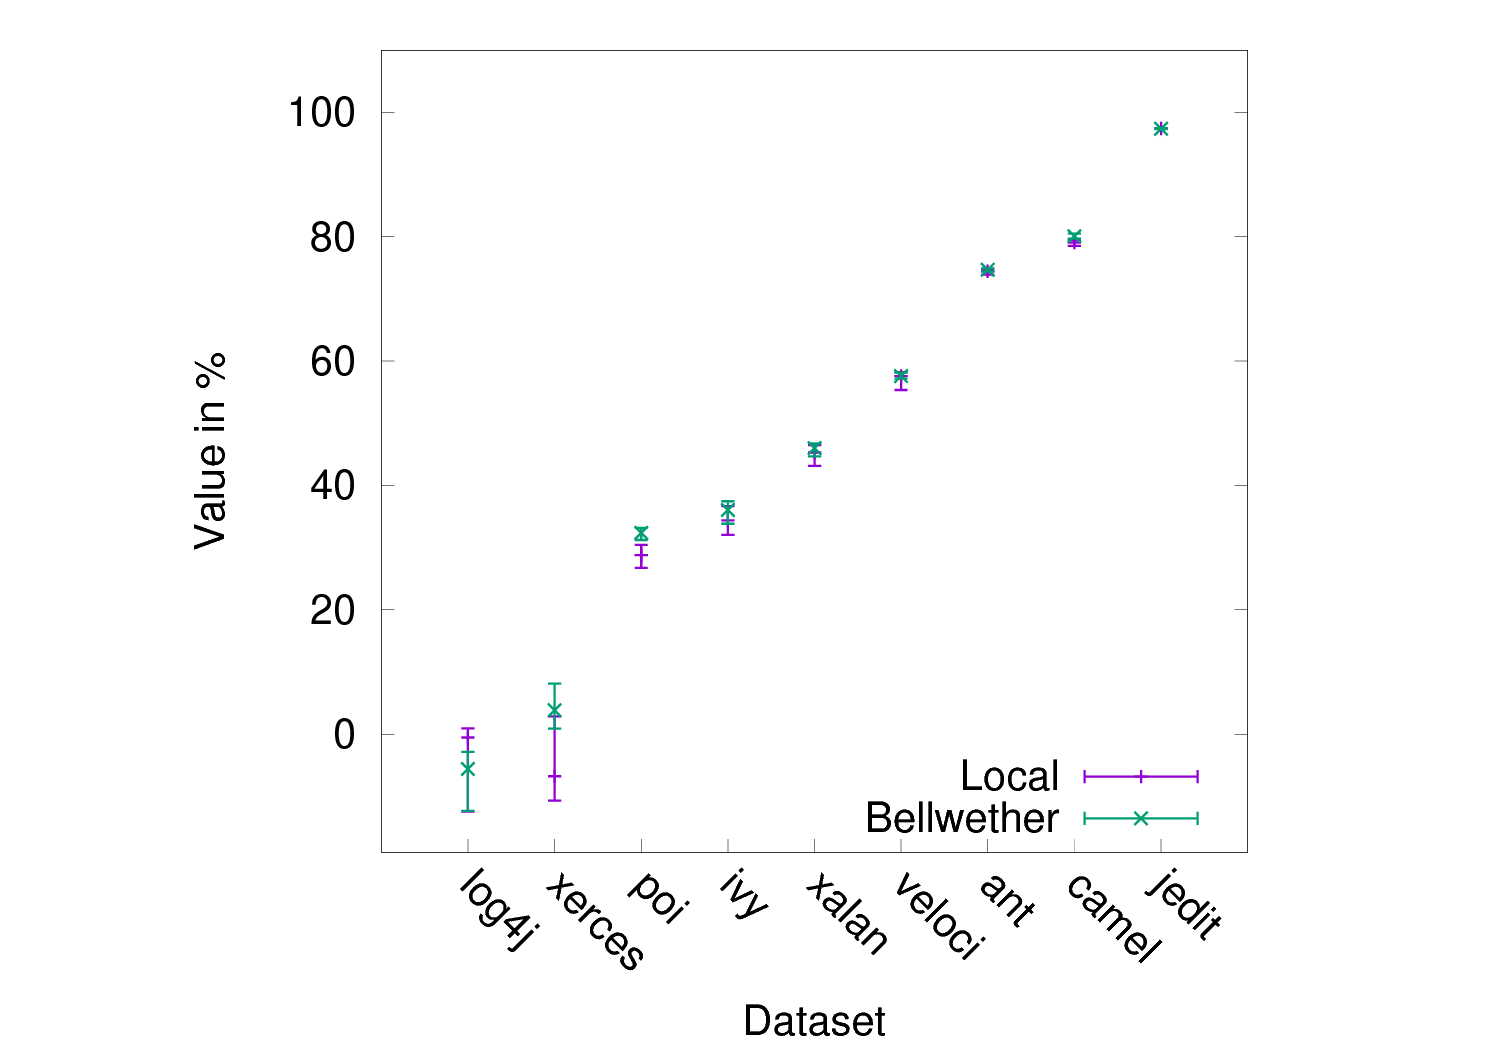 100
80
60
40
20
0
Value in %
Local
Bellwether
log4j
xerces
poi
ivy
xalan
veloci
ant
camel
jedit
Dataset